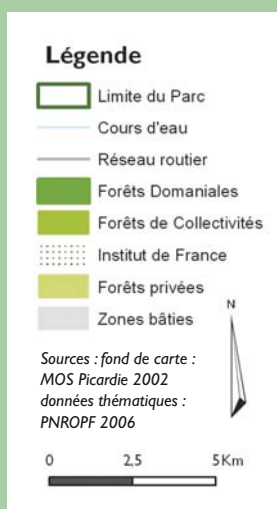 Légende
Limite du Parc
Cours d'eau
Réseau routier
Forêts Domaniales
Forêts de Collectivités
Institut de France
Forêts privées
Zones bâties
N
Sources : fond de carte :
MOS Picardie 2002
données thématiques :
PNROPF 2006
0 2,5 5Km